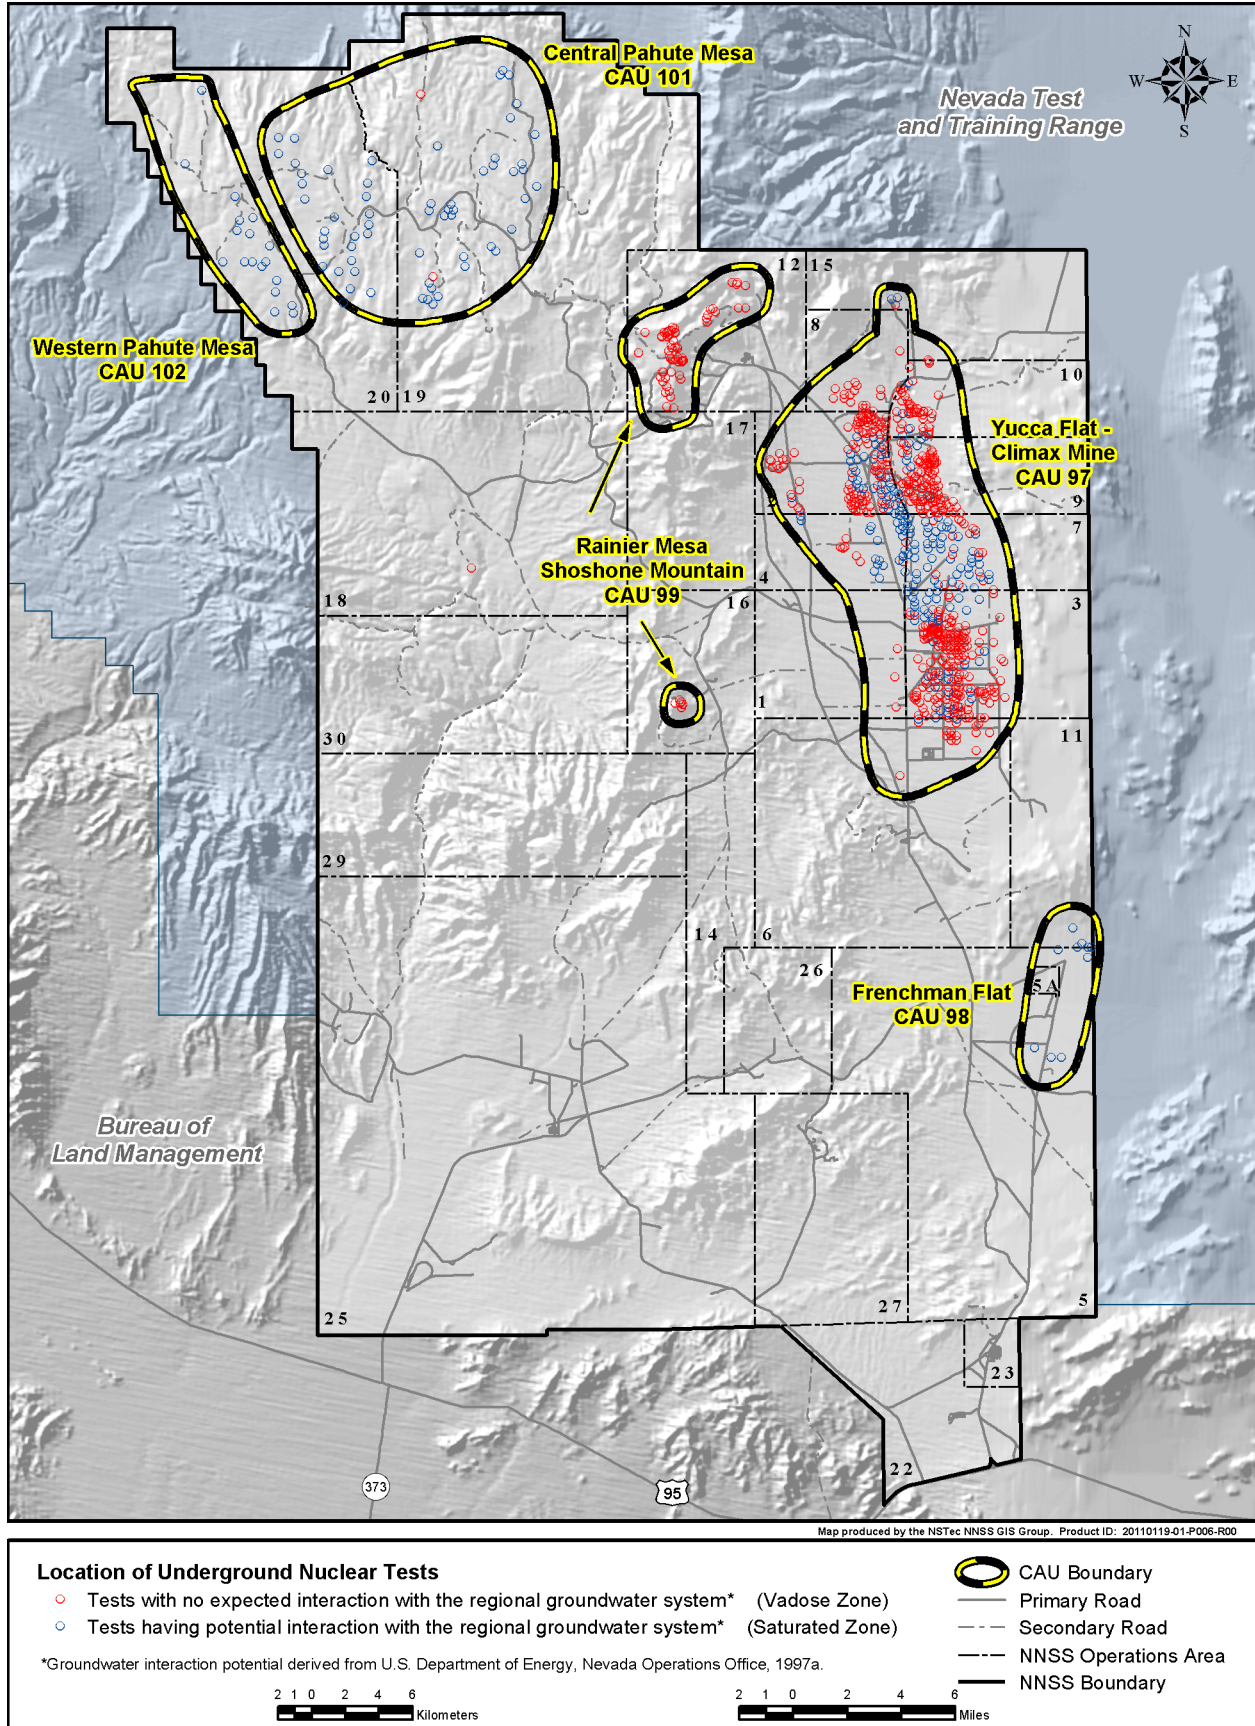 Central Pahute Mesa
CAU 101
N
W
E
S
Nevada Test
and Training Range
12
15
8
Western Pahute Mesa
CAU 102
10
20
19
17
Yucca Flat -
Climax Mine
CAU 97
9
7
Rainier Mesa
Shoshone Mountain
CAU 99
4
18
16
3
1
30
11
29
14
6
26
5A
Frenchman Flat
CAU 98
Bureau of
Land Management
25
27
5
23
22
373
95
Map produced by the NSTec NNSS GIS Group. Product ID: 20110119-01-P006-R00
Location of Underground Nuclear Tests
Tests with no expected interaction with the regional groundwater system* (Vadose Zone)
Tests having potential interaction with the regional groundwater system* (Saturated Zone)
*Groundwater interaction potential derived from U.S. Department of Energy, Nevada Operations Office, 1997a.
CAU Boundary
Primary Road
Secondary Road
NNSS Operations Area
NNSS Boundary
2 1 0 2 4 6
Kilometers
2 1 0 2 4 6
Miles